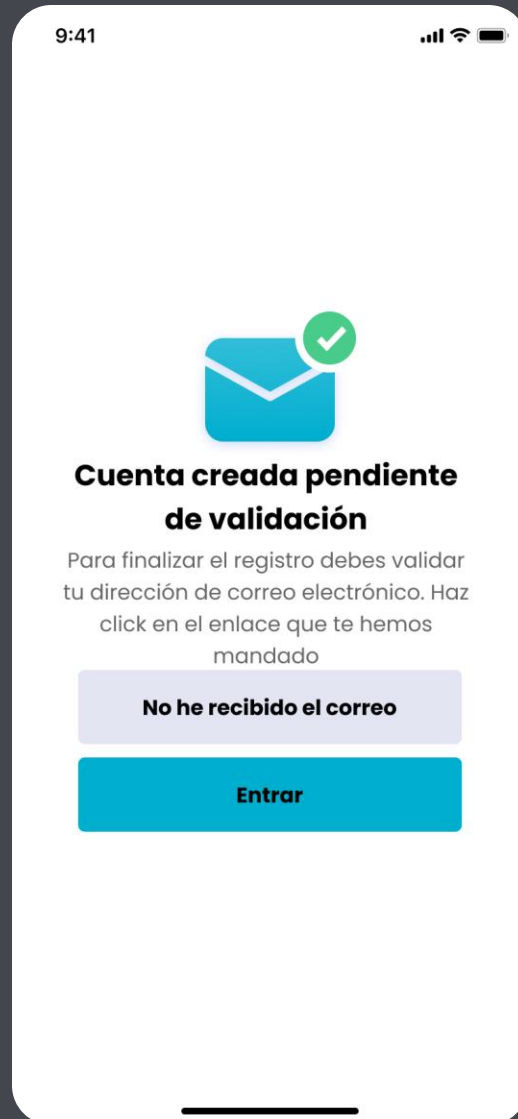 9:41
Cuenta creada pendiente
de validación
Para finalizar el registro debes validar
tu dirección de correo electrónico. Haz
click en el enlace que te hemos
mandado
No he recibido el correo
Entrar